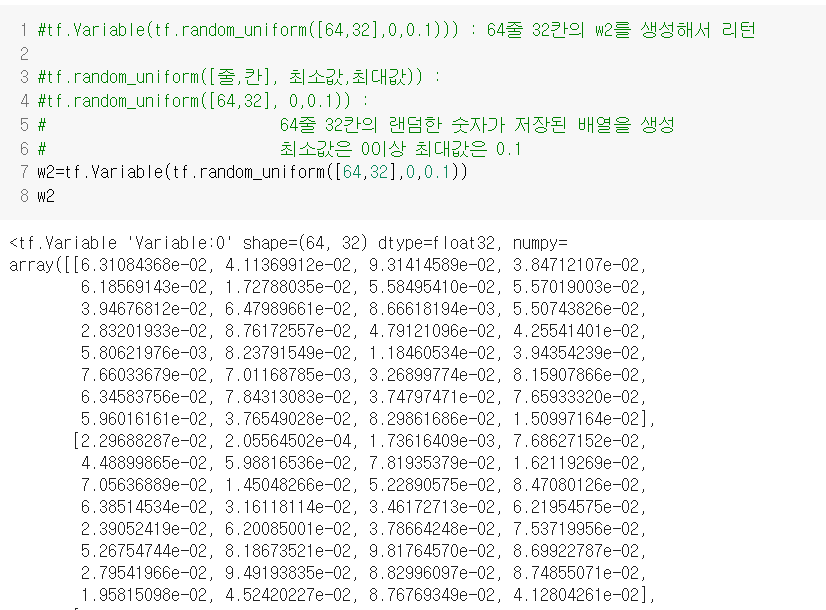 1 #tf.Variable(tf.random_uniform([64,32],0,0.1))) : 64줄 32칸의 w2를 생성해서 리턴
2
3 #tf.random_uniform([줄,칸], 최소값,최대값)) :
4 #tf.random_uniform([64,32], 0,0.1)) :
5 # 64줄 32칸의 랜덤한 숫자가 저장된 배열을 생성
6 # 최소값은 0이상 최대값은 0.1
7 w2=tf.Variable(tf.random_uniform([64,32],0,0.1))
8 w2
<tf.Variable 'Variable:0' shape=(64, 32) dtype=float32, numpy=
array([[6.31084368e-02, 4.11369912e-02, 9.31414589e-02, 3.84712107e-02,
6.18569143e-02, 1.72788035e-02, 5.58495410e-02, 5.57019003e-02,
3.94676812e-02, 6.47989661e-02, 8.66618194e-03, 5.50743826e-02,
2.83201933e-02, 8.76172557e-02, 4.79121096e-02, 4.25541401e-02,
5.80621976e-03, 8.23791549e-02, 1.18460534e-02, 3.94354239e-02,
7.66033679e-02, 7.01168785e-03, 3.26899774e-02, 8.15907866e-02,
6.34583756e-02, 7.84313083e-02, 3.74797471e-02, 7.65933320e-02,
5.96016161e-02, 3.76549028e-02, 8.29861686e-02, 1.50997164e-02],
[2.29688287e-02, 2.05564502e-04, 1.73616409e-03, 7.68627152e-02,
4.48899865e-02, 5.98816536e-02, 7.81935379e-02, 1.62119269e-02,
7.05636889e-02, 1.45048266e-02, 5.22890575e-02, 8.47080126e-02,
6.38514534e-02, 3.16118114e-02, 3.46172713e-02, 6.21954575e-02,
2.39052419e-02, 6.20085001e-02, 3.78664248e-02, 7.53719956e-02,
5.26754744e-02, 8.18673521e-02, 9.81764570e-02, 8.69922787e-02,
2.79541966e-02, 9.49193835e-02, 8.82996097e-02, 8.74855071e-02,
1.95815098e-02, 4.52420227e-02, 8.76769349e-02, 4.12804261e-02],